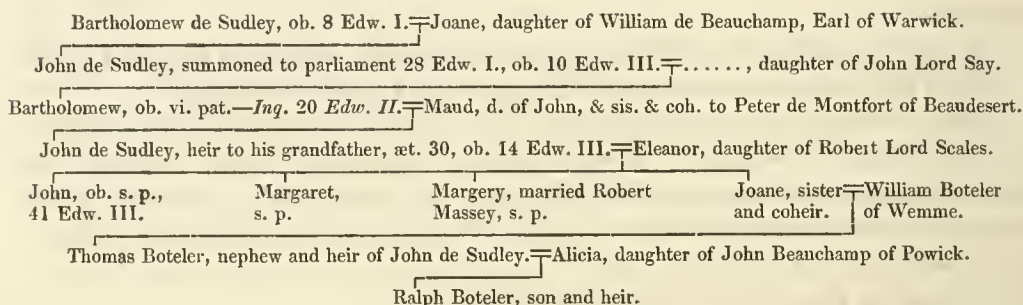 Bartholomew de Sudley, ob. 8 Edw. I.=Joane, daughter of William de Beauchamp, Earl of Warwick.
John de Sudley, summoned to parliament 28 Edw. I., ob. 10 Edw. III.=......, daughter of John Lord Say.
Bartholomew, ob. vi. pat.—Inq. 20 Edw. II.=Maud, d. of John, & sis. & coh. to Peter de Montfort of Beaudesert.
John de Sudley, heir to his grandfather, æt. 30, ob. 14 Edw. III.=Eleanor, daughter of Robert Lord Scales.
John, ob. s. p., Margaret, Margery, married Robert Joane, sister=William Boteler
41 Edw. III. s. p. Massey, s. p. and coheir. of Wemme.
Thomas Boteler, nephew and heir of John de Sudley.=Alicia, daughter of John Beauchamp of Powick.
Ralph Boteler, son and heir.